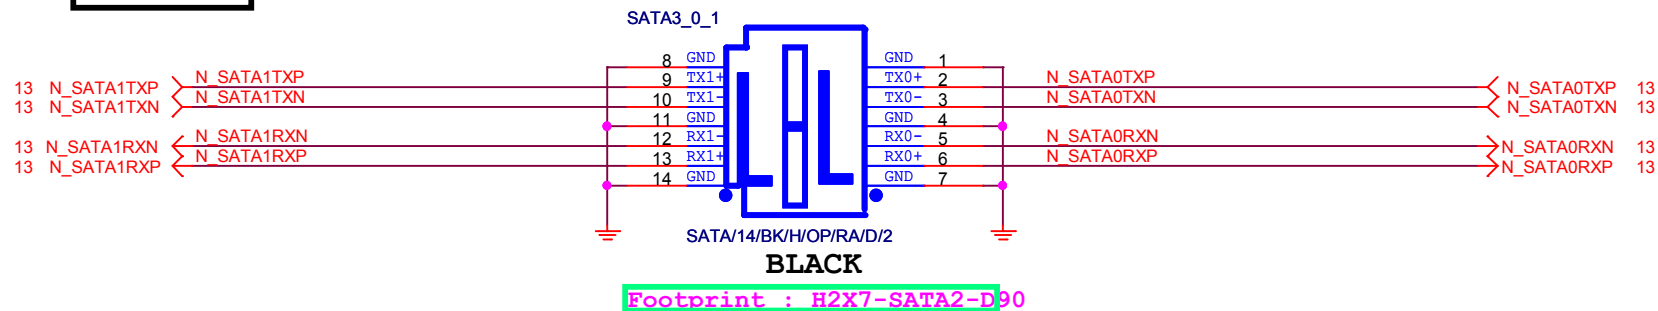 SATA3_0_1
8 GND GND 1
13 N_SATA1TXP N_SATA1TXP 9 TX1+ TX0+ 2 N_SATA0TXP N_SATA0TXP 13
13 N_SATA1TXN N_SATA1TXN 10 TX1- TX0- 3 N_SATA0TXN N_SATA0TXN 13
11 GND GND 4
13 N_SATA1RXN N_SATA1RXN 12 RX1- RX0- 5 N_SATA0RXN N_SATA0RXN 13
13 N_SATA1RXP N_SATA1RXP 13 RX1+ RX0+ 6 N_SATA0RXP N_SATA0RXP 13
14 GND GND 7
SATA/14/BK/H/OP/RA/D/2
BLACK
Footprint : H2X7-SATA2-D90